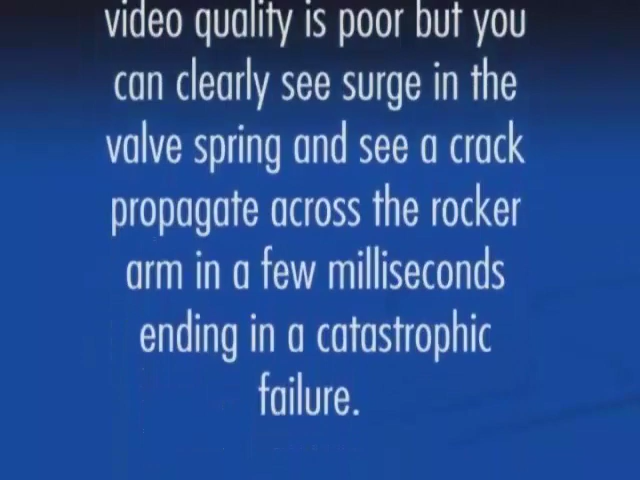 video quality is poor but you
can clearly see surge in the
valve spring and see a crack
propagate across the rocker
arm in a few milliseconds
ending in a catastrophic
failure.